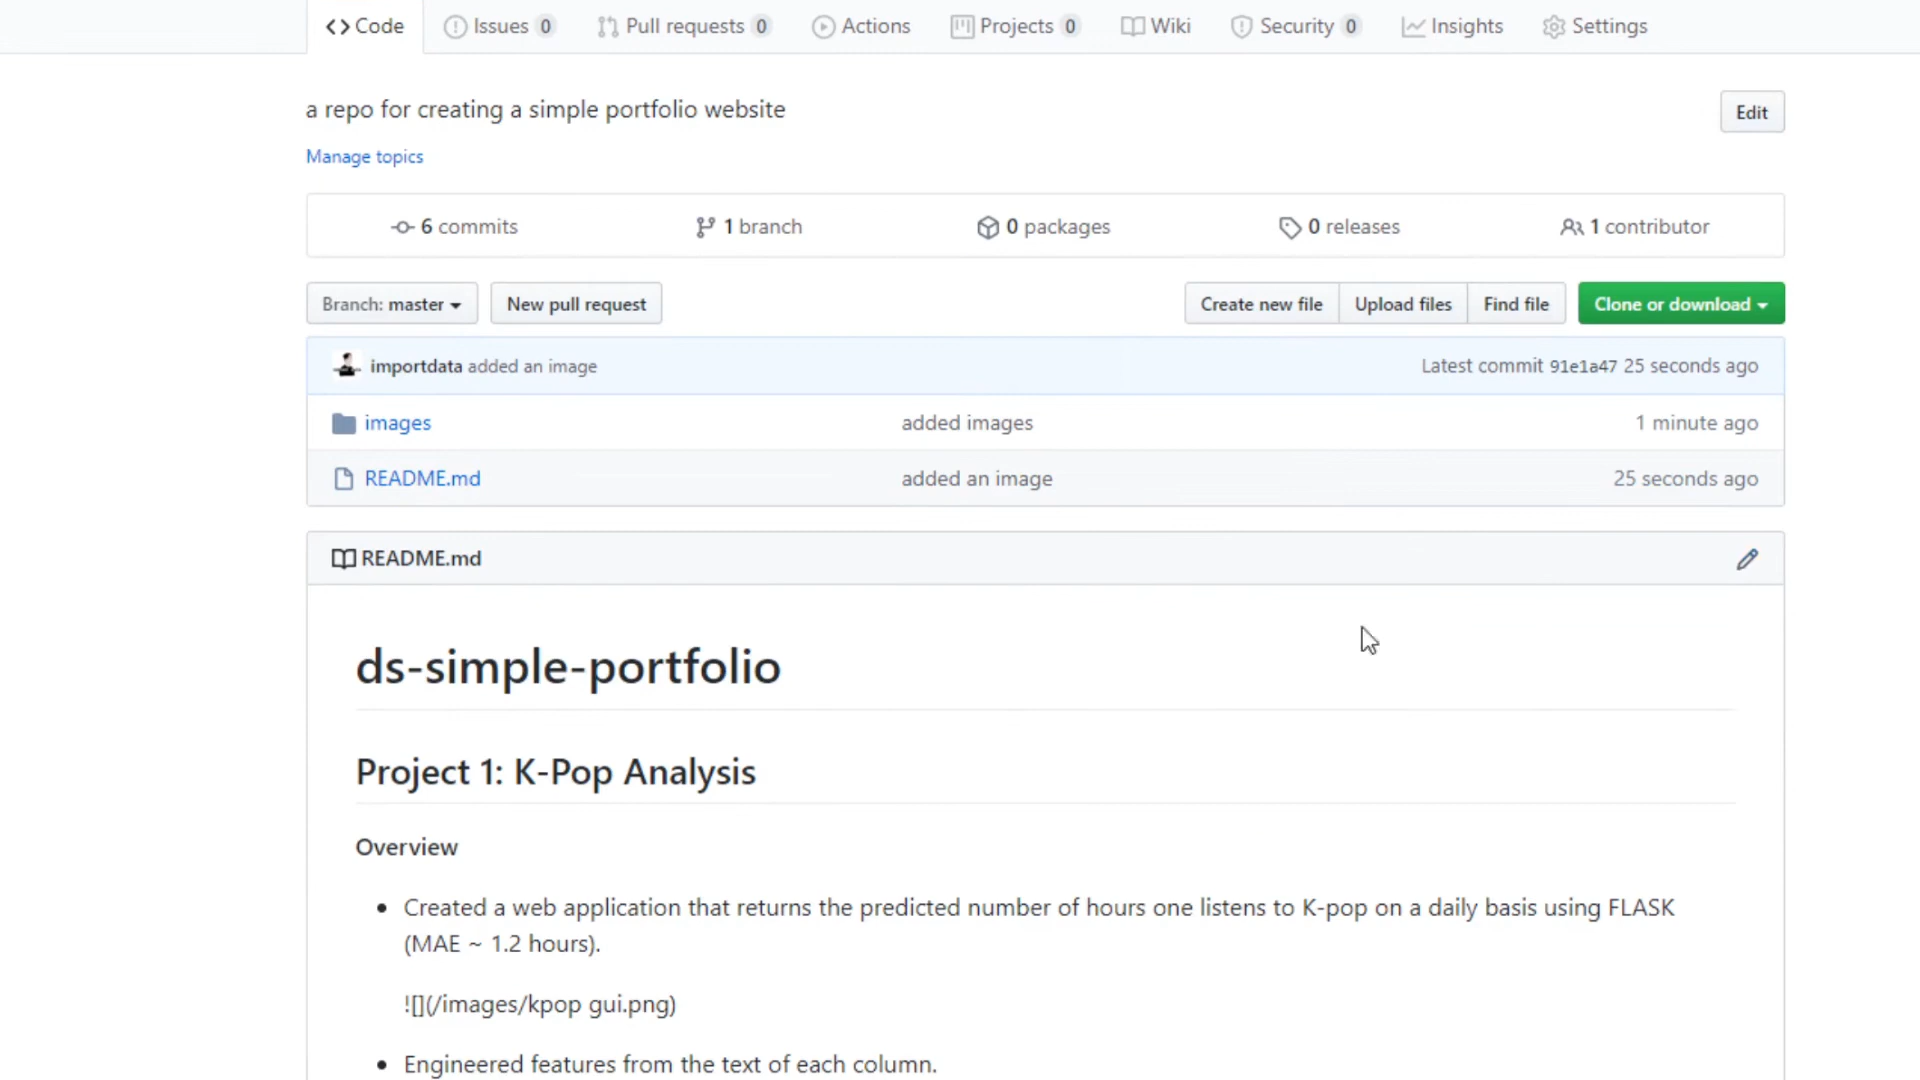 Code Issues 0 Pull requests 0 Actions Projects 0 Wiki Security 0 Insights Settings
a repo for creating a simple portfolio website
Edit
Manage topics
6 commits 1 branch 0 packages 0 releases 1 contributor
Branch: master New pull request Create new file Upload files Find file Clone or download
importdata added an image Latest commit 91e1a47 25 seconds ago
images added images 1 minute ago
README.md added an image 25 seconds ago
README.md
ds-simple-portfolio
Project 1: K-Pop Analysis
Overview
• Created a web application that returns the predicted number of hours one listens to K-pop on a daily basis using FLASK
(MAE ~ 1.2 hours).
![](/images/kpop gui.png)
• Engineered features from the text of each column.